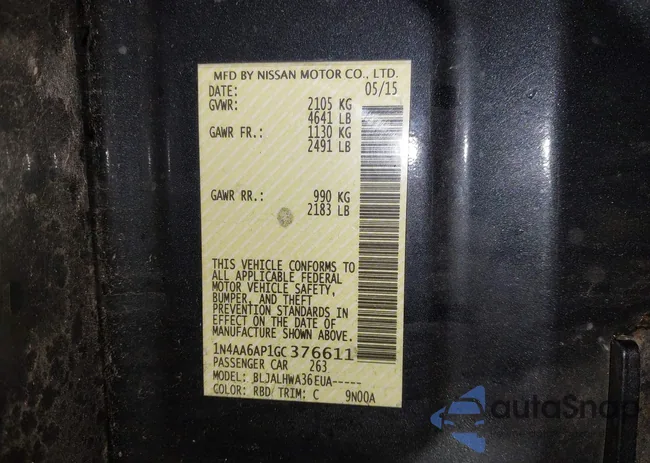 MFD BY NISSAN MOTOR CO., LTD.
DATE: 05/15
GVWR: 2105 KG
4641 LB
GAWR FR.: 1130 KG
2491 LB
GAWR RR.: 990 KG
2183 LB
THIS VEHICLE CONFORMS TO
ALL APPLICABLE FEDERAL
MOTOR VEHICLE SAFETY,
BUMPER, AND THEFT
PREVENTION STANDARDS IN
EFFECT ON THE DATE OF
MANUFACTURE SHOWN ABOVE.
1N4AA6AP1GC376611
PASSENGER CAR 263
MODEL: BLJALHWA36EUA-----
COLOR: RBD TRIM: C 9N00A
autaSnap